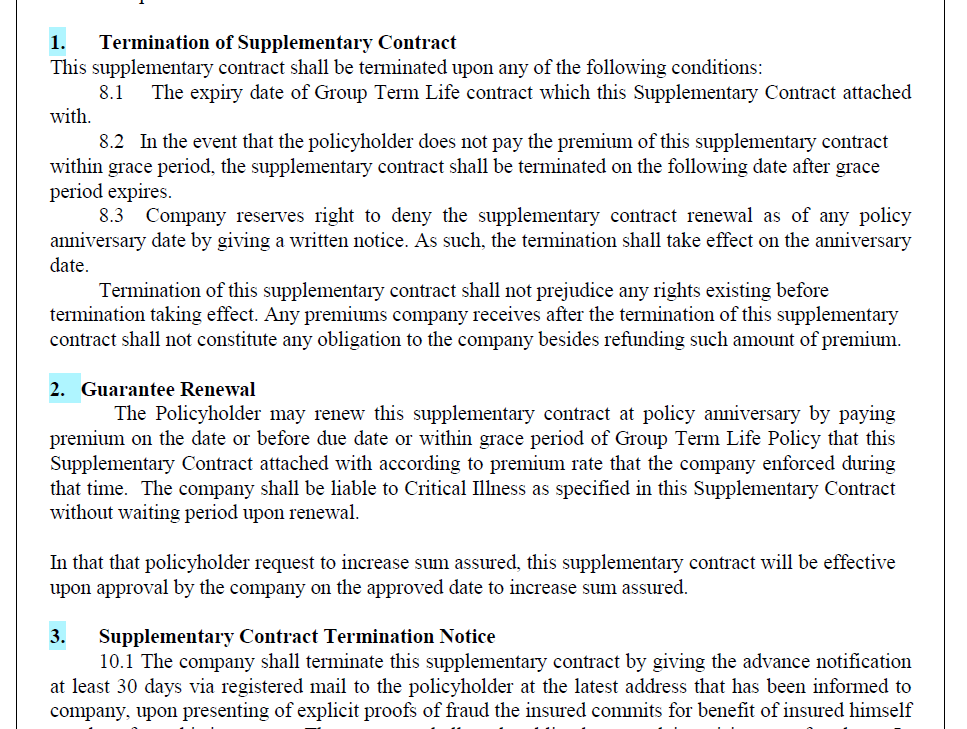 1. Termination of Supplementary Contract
This supplementary contract shall be terminated upon any of the following conditions:
8.1 The expiry date of Group Term Life contract which this Supplementary Contract attached
with.
8.2 In the event that the policyholder does not pay the premium of this supplementary contract
within grace period, the supplementary contract shall be terminated on the following date after grace
period expires.
8.3 Company reserves right to deny the supplementary contract renewal as of any policy
anniversary date by giving a written notice. As such, the termination shall take effect on the anniversary
date.
Termination of this supplementary contract shall not prejudice any rights existing before
termination taking effect. Any premiums company receives after the termination of this supplementary
contract shall not constitute any obligation to the company besides refunding such amount of premium.
2. Guarantee Renewal
The Policyholder may renew this supplementary contract at policy anniversary by paying
premium on the date or before due date or within grace period of Group Term Life Policy that this
Supplementary Contract attached with according to premium rate that the company enforced during
that time. The company shall be liable to Critical Illness as specified in this Supplementary Contract
without waiting period upon renewal.
In that that policyholder request to increase sum assured, this supplementary contract will be effective
upon approval by the company on the approved date to increase sum assured.
3. Supplementary Contract Termination Notice
10.1 The company shall terminate this supplementary contract by giving the advance notification
at least 30 days via registered mail to the policyholder at the latest address that has been informed to
company, upon presenting of explicit proofs of fraud the insured commits for benefit of insured himself